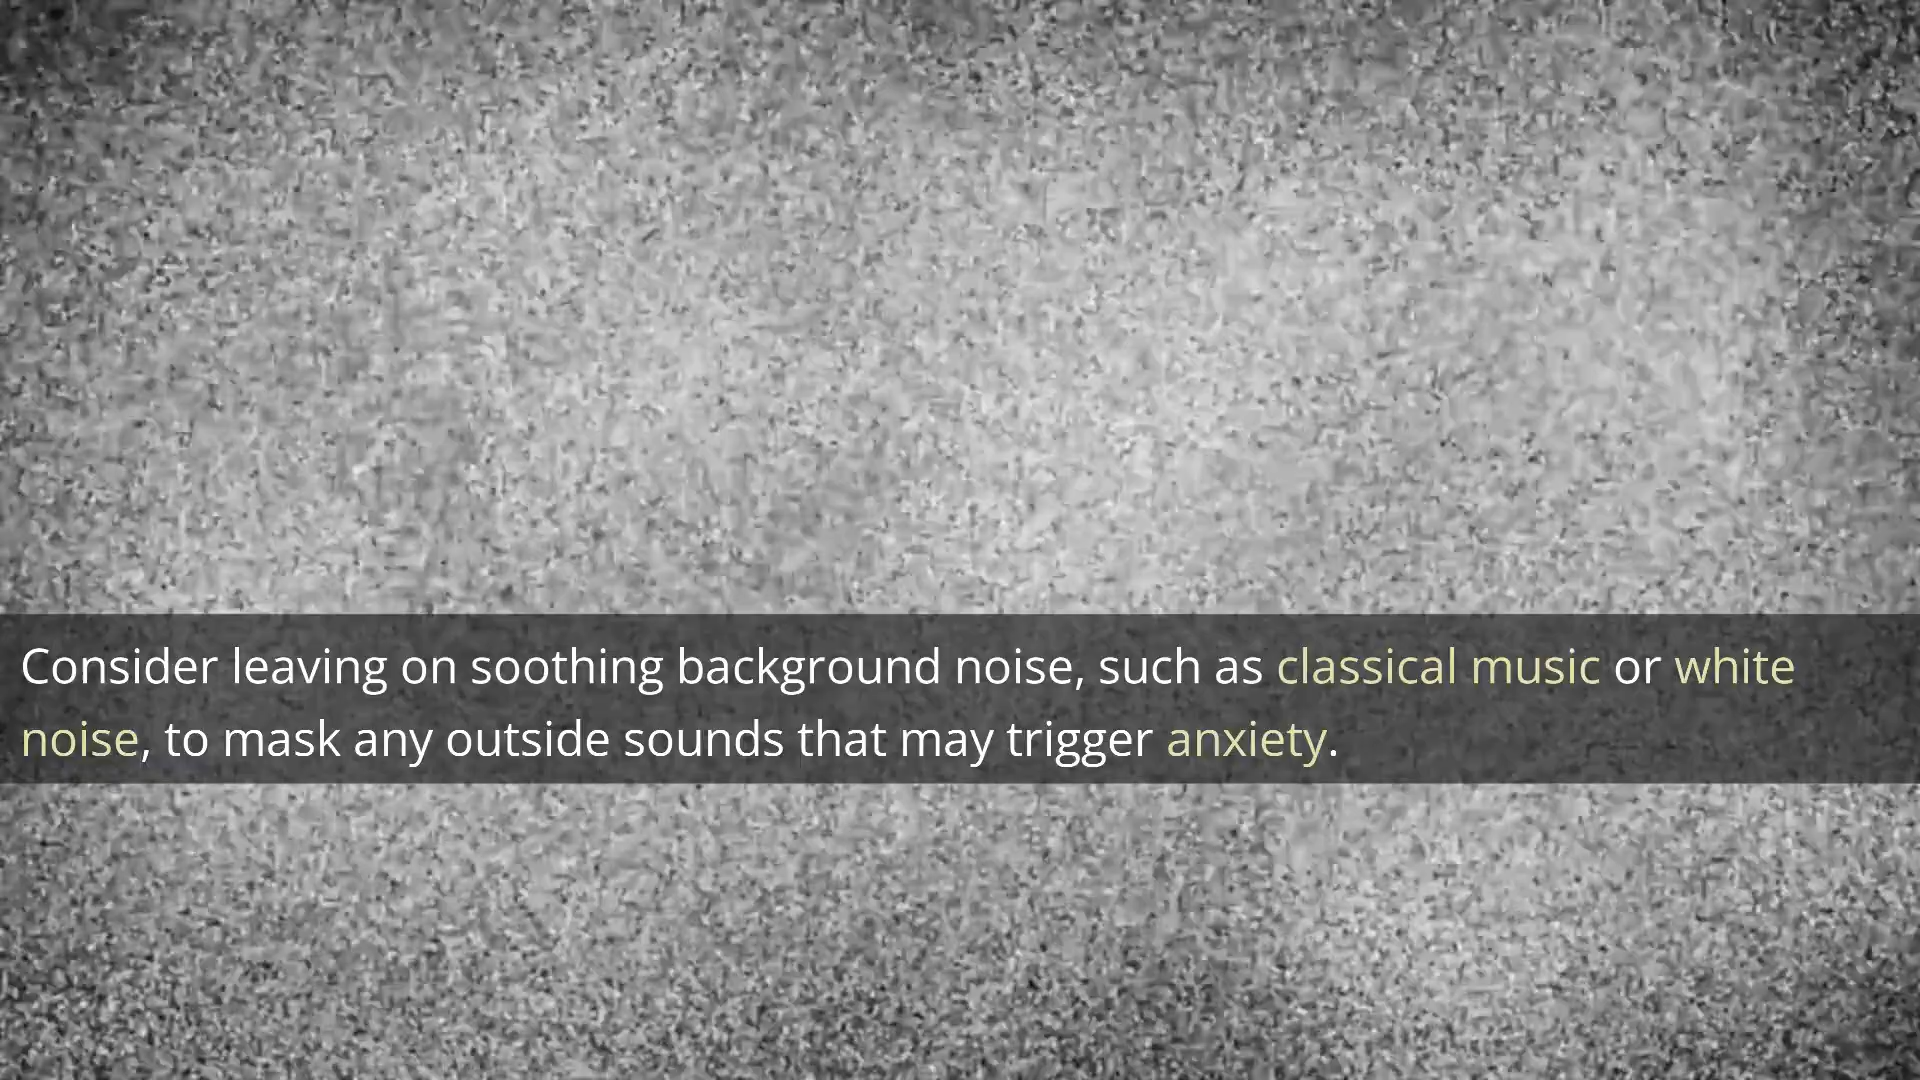 Consider leaving on soothing background noise, such as classical music or white
noise, to mask any outside sounds that may trigger anxiety.